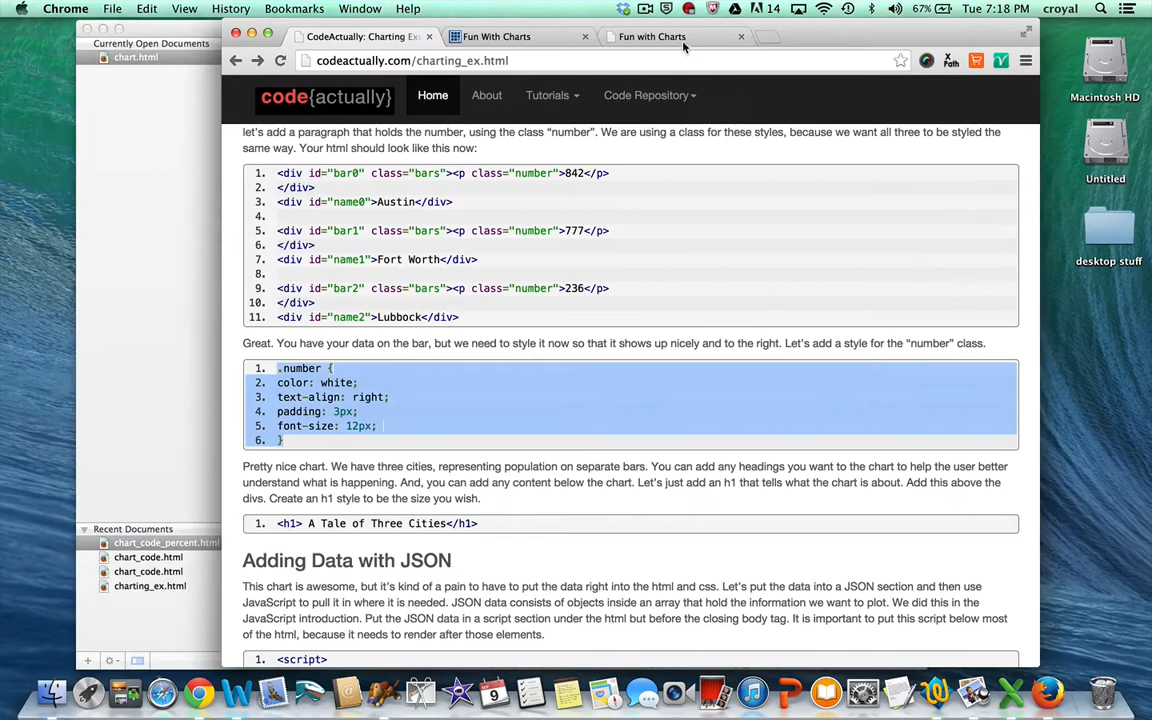 Chrome File Edit View History Bookmarks Window Help 14 67% Tue 7:18 PM croyal
Currently Open Documents
chart.html
CodeActually: Charting Ex
Fun With Charts
Fun with Charts
codeactually.com/charting_ex.html
X Path
code{actually} Home About Tutorials Code Repository
let's add a paragraph that holds the number, using the class “number”. We are using a class for these styles, because we want all three to be styled the
same way. Your html should look like this now:
1. <div id="bar0" class="bars"><p class="number">842</p>
2. </div>
3. <div id="name0">Austin</div>
4.
5. <div id="bar1" class="bars"><p class="number">777</p>
6. </div>
7. <div id="name1">Fort Worth</div>
8.
9. <div id="bar2" class="bars"><p class="number">236</p>
10. </div>
11. <div id="name2">Lubbock</div>
Great. You have your data on the bar, but we need to style it now so that it shows up nicely and to the right. Let's add a style for the “number” class.
1. .number {
2. color: white;
3. text-align: right;
4. padding: 3px;
5. font-size: 12px;
6. }
Pretty nice chart. We have three cities, representing population on separate bars. You can add any headings you want to the chart to help the user better
understand what is happening. And, you can add any content below the chart. Let's just add an h1 that tells what the chart is about. Add this above the
divs. Create an h1 style to be the size you wish.
1. <h1> A Tale of Three Cities</h1>
Adding Data with JSON
This chart is awesome, but it's kind of a pain to have to put the data right into the html and css. Let's put the data into a JSON section and then use
JavaScript to pull it in where it is needed. JSON data consists of objects inside an array that hold the information we want to plot. We did this in the
JavaScript introduction. Put the JSON data in a script section under the html but before the closing body tag. It is important to put this script below most
of the html, because it needs to render after those elements.
1. <script>
Recent Documents
chart_code_percent.html
chart_code.html
chart_code.html
charting_ex.html
Macintosh HD
Untitled
desktop stuff